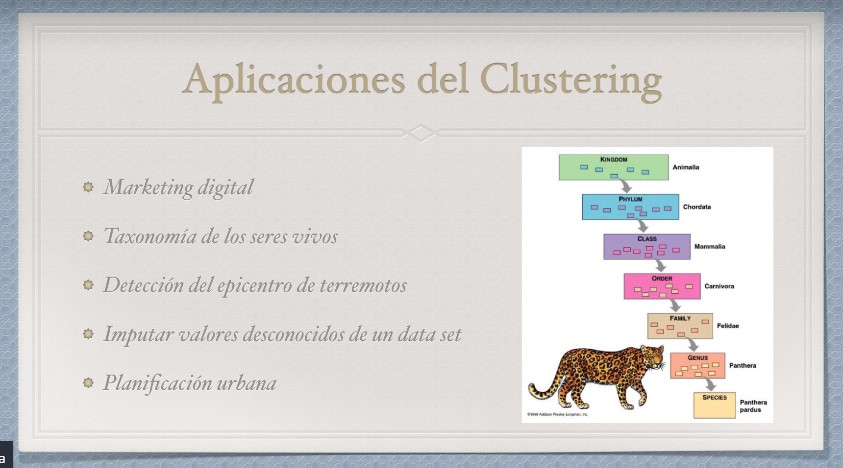 Aplicaciones del Clustering
Marketing digital
Taxonomía de los seres vivos
Detección del epicentro de terremotos
Imputar valores desconocidos de un data set
Planificación urbana
KINGDOM
Animalia
PHYLUM
Chordata
CLASS
Mammalia
ORDER
Carnivora
FAMILY
Felidae
GENUS
Panthera
SPECIES
Panthera
pardus
©1999 Addison Wesley Longman, Inc.
a